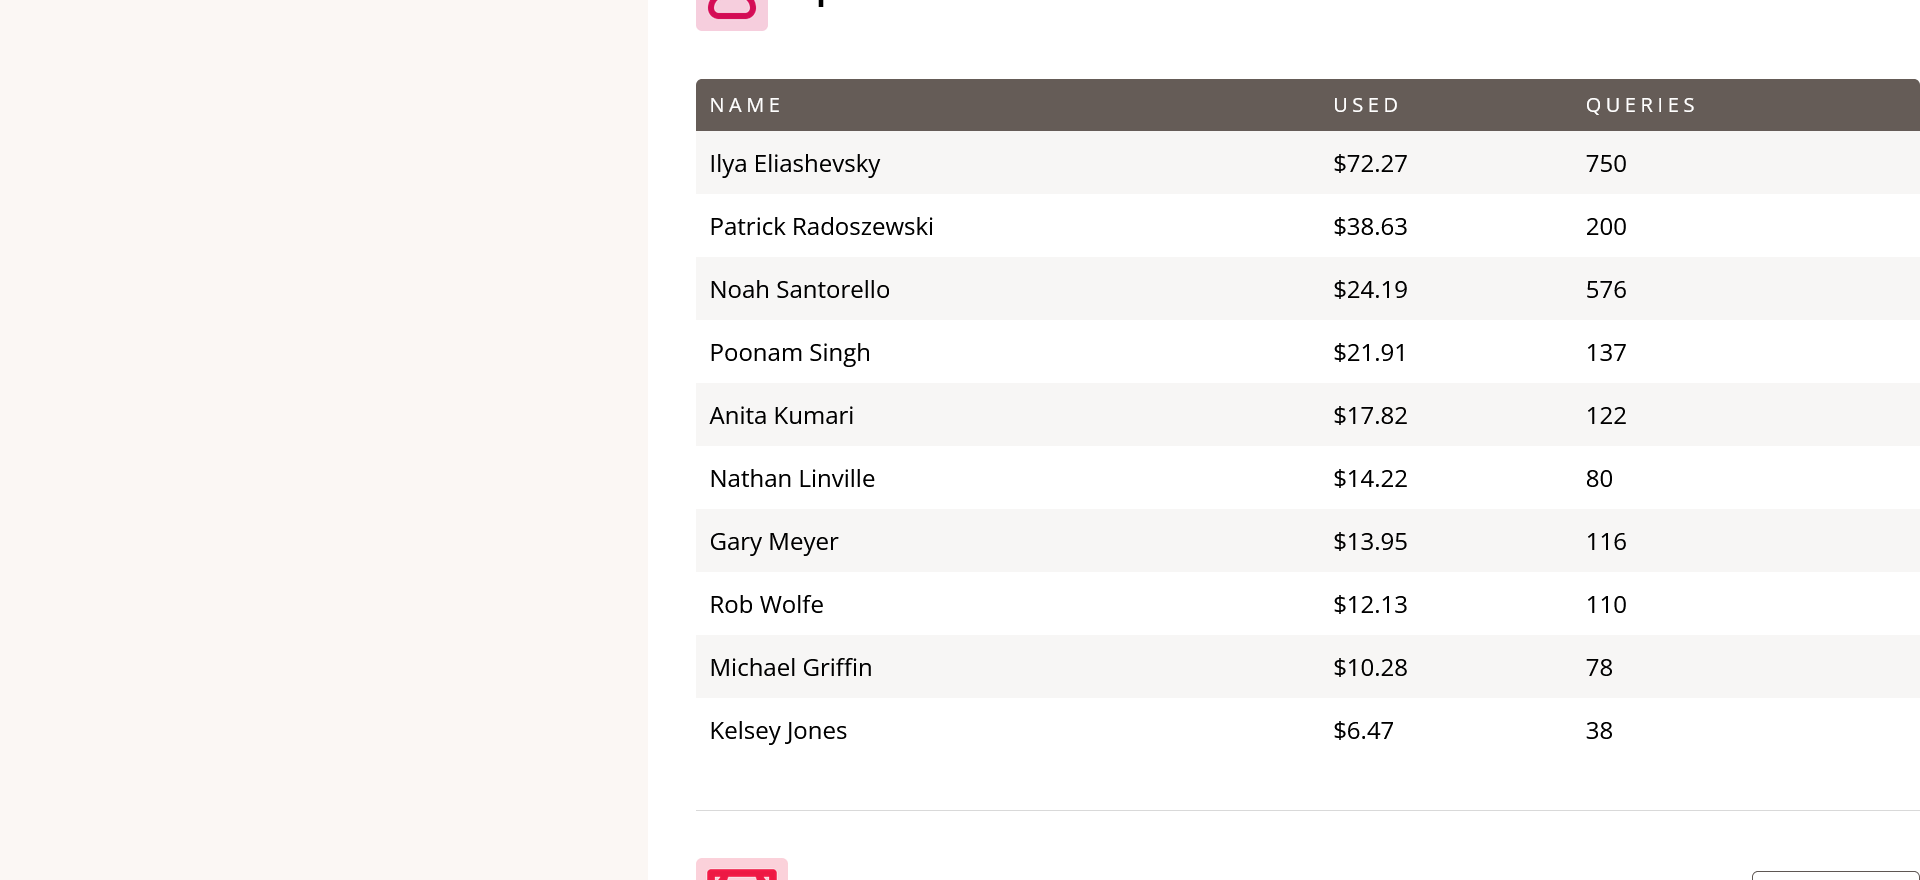 NAME USED QUERIES
Ilya Eliashevsky $72.27 750
Patrick Radoszewski $38.63 200
Noah Santorello $24.19 576
Poonam Singh $21.91 137
Anita Kumari $17.82 122
Nathan Linville $14.22 80
Gary Meyer $13.95 116
Rob Wolfe $12.13 110
Michael Griffin $10.28 78
Kelsey Jones $6.47 38